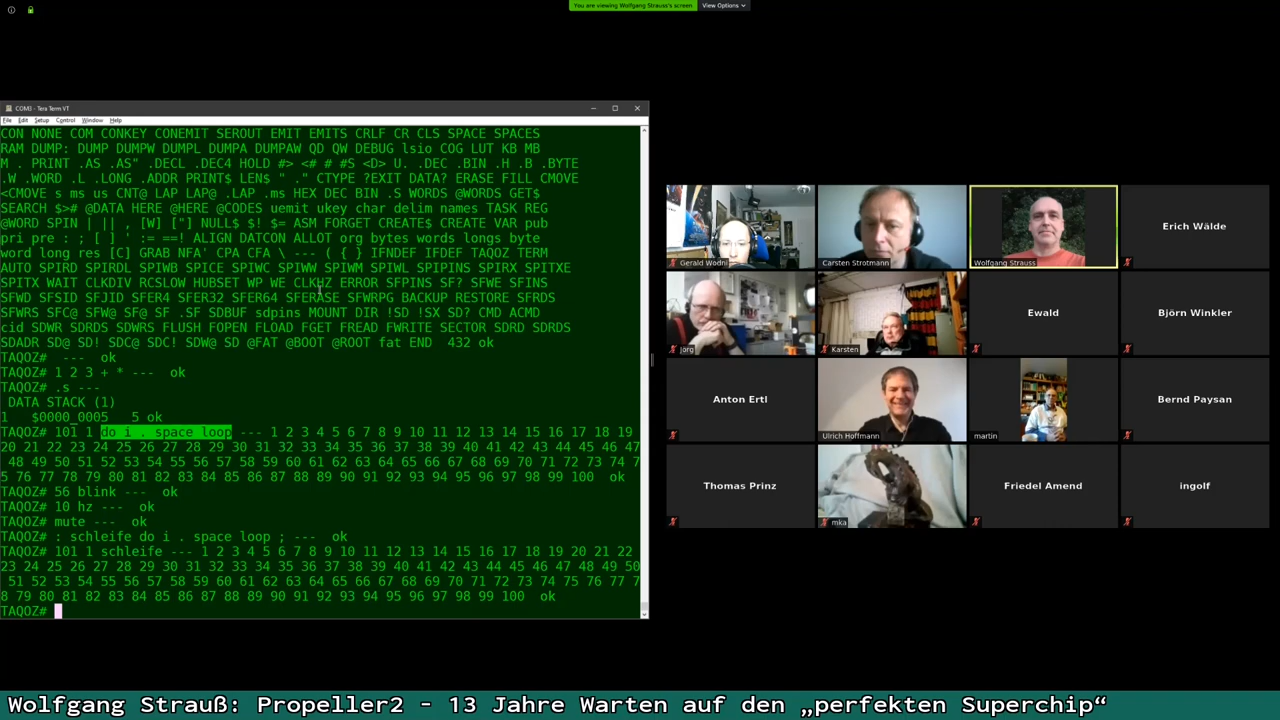 You are viewing Wolfgang Strauss's screen
View Options
COM3 - Tera Term VT
File Edit Setup Control Window Help
CON NONE COM CONKEY CONEMIT SEROUT EMIT EMITS CRLF CR CLS SPACE SPACES
RAM DUMP: DUMP DUMPW DUMPL DUMPA DUMPAW QD QW DEBUG lsio COG LUT KB MB
M . PRINT .AS .AS" .DECL .DEC4 HOLD #> <# # #S <D> U. .DEC .BIN .H .B .BYTE
.W .WORD .L .LONG .ADDR PRINT$ LEN$ " ." CTYPE ?EXIT DATA? ERASE FILL CMOVE
<CMOVE s ms us CNT@ LAP LAP@ .LAP .ms HEX DEC BIN .S WORDS @WORDS GET$
SEARCH $># @DATA HERE @HERE @CODES uemit ukey char delim names TASK REG
@WORD SPIN | || , [W] ["] NULL$ $! $= ASM FORGET CREATE$ CREATE VAR pub
pri pre : ; [ ] ' := ==! ALIGN DATCON ALLOT org bytes words longs byte
word long res [C] GRAB NFA' CPA CFA \ --- ( { } IFNDEF IFDEF TAQOZ TERM
AUTO SPIRD SPIRDL SPIWB SPICE SPIWC SPIWW SPIWM SPIWL SPIPINS SPIRX SPITXE
SPITX WAIT CLKDIV RCSLOW HUBSET WP WE CLKHZ ERROR SFPINS SF? SFWE SFINS
SFWD SFSID SFJID SFER4 SFER32 SFER64 SFERASE SFWRPG BACKUP RESTORE SFRDS
SFWRS SFC@ SFW@ SF@ SF .SF SDBUF sdpins MOUNT DIR !SD !SX SD? CMD ACMD
cid SDWR SDRDS SDWRS FLUSH FOPEN FLOAD FGET FREAD FWRITE SECTOR SDRD SDRDS
SDADR SD@ SD! SDC@ SDC! SDW@ SD @FAT @BOOT @ROOT fat END  432 ok
TAQOZ#  ---  ok
TAQOZ# 1 2 3 + * ---  ok
TAQOZ# .s ---
DATA STACK (1)
1   $0000_0005   5 ok
TAQOZ# 101 1 do i . space loop --- 1 2 3 4 5 6 7 8 9 10 11 12 13 14 15 16 17 18 19
20 21 22 23 24 25 26 27 28 29 30 31 32 33 34 35 36 37 38 39 40 41 42 43 44 45 46 47
48 49 50 51 52 53 54 55 56 57 58 59 60 61 62 63 64 65 66 67 68 69 70 71 72 73 74 7
5 76 77 78 79 80 81 82 83 84 85 86 87 88 89 90 91 92 93 94 95 96 97 98 99 100  ok
TAQOZ# 56 blink ---  ok
TAQOZ# 10 hz ---  ok
TAQOZ# mute ---  ok
TAQOZ# : schleife do i . space loop ; ---  ok
TAQOZ# 101 1 schleife --- 1 2 3 4 5 6 7 8 9 10 11 12 13 14 15 16 17 18 19 20 21 22
23 24 25 26 27 28 29 30 31 32 33 34 35 36 37 38 39 40 41 42 43 44 45 46 47 48 49 50
51 52 53 54 55 56 57 58 59 60 61 62 63 64 65 66 67 68 69 70 71 72 73 74 75 76 77 7
8 79 80 81 82 83 84 85 86 87 88 89 90 91 92 93 94 95 96 97 98 99 100  ok
TAQOZ#
Gerald Wodni
Carsten Strotmann
Wolfgang Strauss
Erich Wälde
Jörg
Karsten
Ewald
Björn Winkler
Anton Ertl
Ulrich Hoffmann
martin
Bernd Paysan
Thomas Prinz
mka
Friedel Amend
ingolf
Wolfgang Strauß: Propeller2 - 13 Jahre Warten auf den „perfekten Superchip“